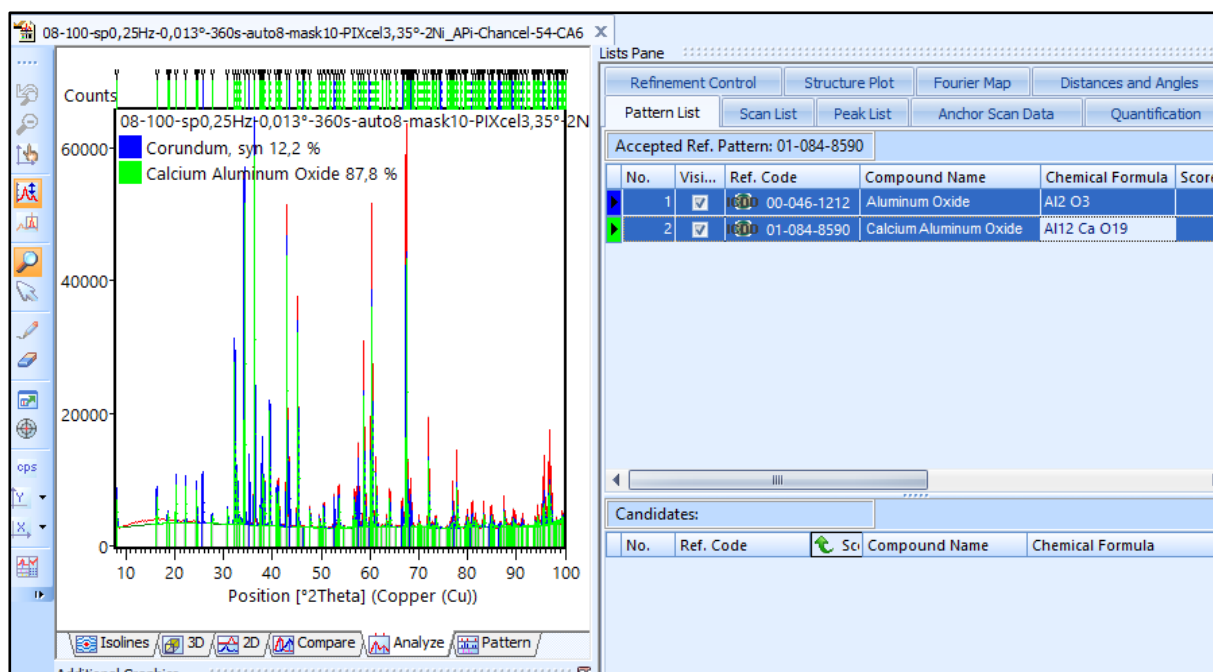 08-100-sp0,25Hz-0,013°-360s-auto8-mask10-PIXcel3,35°-2Ni_APi-Chancel-54-CA6 X
Lists Pane
Refinement Control Structure Plot Fourier Map Distances and Angles
Pattern List Scan List Peak List Anchor Scan Data Quantification
Accepted Ref. Pattern: 01-084-8590
No. Visi... Ref. Code Compound Name Chemical Formula Score
1 00-046-1212 Aluminum Oxide Al2 O3
2 01-084-8590 Calcium Aluminum Oxide Al12 Ca O19
Candidates:
No. Ref. Code Sc Compound Name Chemical Formula
cps
Y
X
Counts
08-100-sp0,25Hz-0,013°-360s-auto8-mask10-PIXcel3,35°-2N
Corundum, syn 12,2 %
Calcium Aluminum Oxide 87,8 %
60000
40000
20000
0
10 20 30 40 50 60 70 80 90 100
Position [°2Theta] (Copper (Cu))
Isolines 3D 2D Compare Analyze Pattern